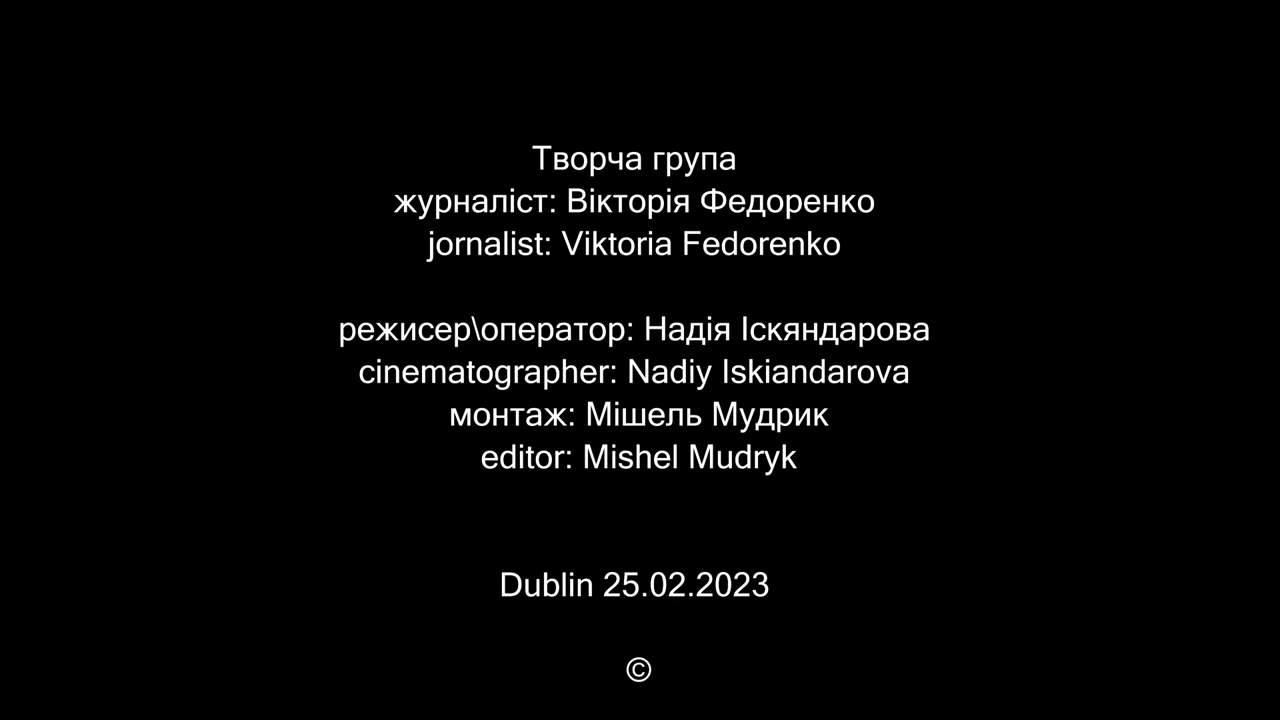 Творча група
журналіст: Вікторія Федоренко
jornalist: Viktoria Fedorenko
режисер\оператор: Надія Іскяндарова
cinematographer: Nadiy Iskiandarova
монтаж: Мішель Мудрик
editor: Mishel Mudryk
Dublin 25.02.2023
©